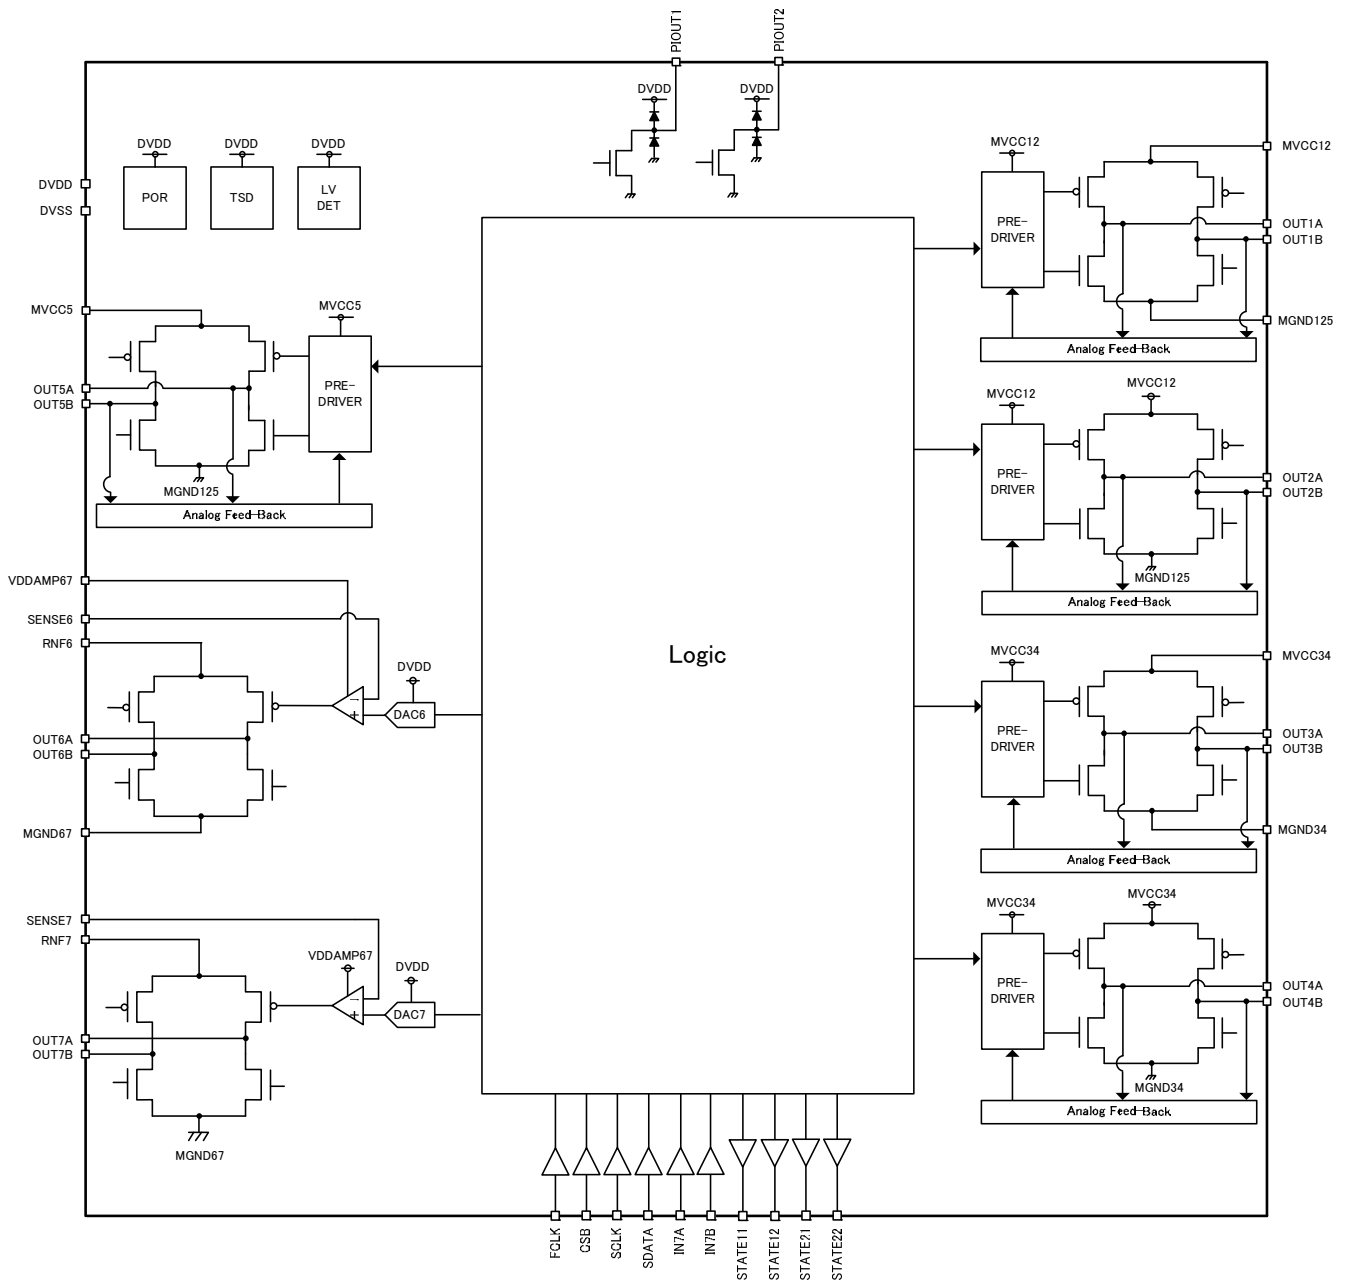 PIOUT1
PIOUT2
DVDD
DVDD
DVDD
DVDD
DVDD
POR
TSD
LV
DET
DVDD
DVSS
MVCC5
OUT5A
OUT5B
MVCC5
PRE-
DRIVER
MGND125
Analog Feed-Back
VDDAMP67
SENSE6
RNF6
DVDD
DAC6
OUT6A
OUT6B
MGND67
SENSE7
RNF7
VDDAMP67
DVDD
DAC7
OUT7A
OUT7B
MGND67
Logic
MVCC12
PRE-
DRIVER
MVCC12
OUT1A
OUT1B
MGND125
Analog Feed-Back
MVCC12
MVCC12
PRE-
DRIVER
OUT2A
OUT2B
MGND125
Analog Feed-Back
MVCC34
PRE-
DRIVER
MVCC34
OUT3A
OUT3B
MGND34
Analog Feed-Back
MVCC34
MVCC34
PRE-
DRIVER
OUT4A
OUT4B
MGND34
Analog Feed-Back
FCLK
CSB
SCLK
SDATA
IN7A
IN7B
STATE11
STATE12
STATE21
STATE22